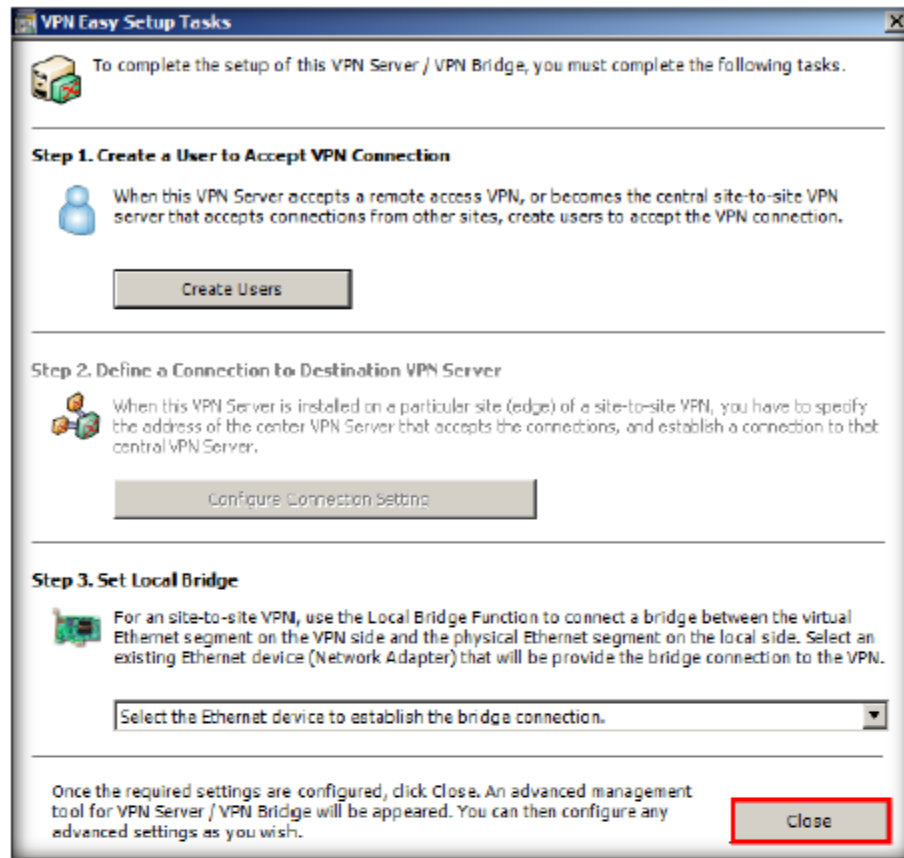 VPN Easy Setup Tasks
To complete the setup of this VPN Server / VPN Bridge, you must complete the following tasks.
Step 1. Create a User to Accept VPN Connection
When this VPN Server accepts a remote access VPN, or becomes the central site-to-site VPN
server that accepts connections from other sites, create users to accept the VPN connection.
Create Users
Step 2. Define a Connection to Destination VPN Server
When this VPN Server is installed on a particular site (edge) of a site-to-site VPN, you have to specify
the address of the center VPN Server that accepts the connections, and establish a connection to that
central VPN Server.
Configure Connection Setting
Step 3. Set Local Bridge
For an site-to-site VPN, use the Local Bridge Function to connect a bridge between the virtual
Ethernet segment on the VPN side and the physical Ethernet segment on the local side. Select an
existing Ethernet device (Network Adapter) that will be provide the bridge connection to the VPN.
Select the Ethernet device to establish the bridge connection.
Once the required settings are configured, click Close. An advanced management
tool for VPN Server / VPN Bridge will be appeared. You can then configure any
advanced settings as you wish.
Close